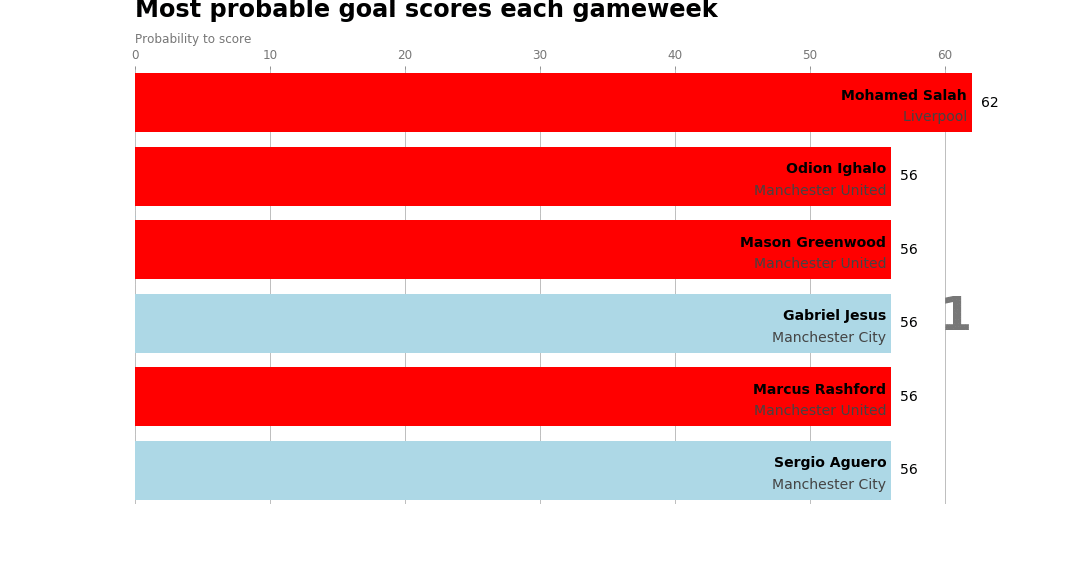 Most probable goal scores each gameweek
Probability to score
0 10 20 30 40 50 60
Mohamed Salah 62
Liverpool
Odion Ighalo 56
Manchester United
Mason Greenwood 56
Manchester United
Gabriel Jesus 56 1
Manchester City
Marcus Rashford 56
Manchester United
Sergio Aguero 56
Manchester City